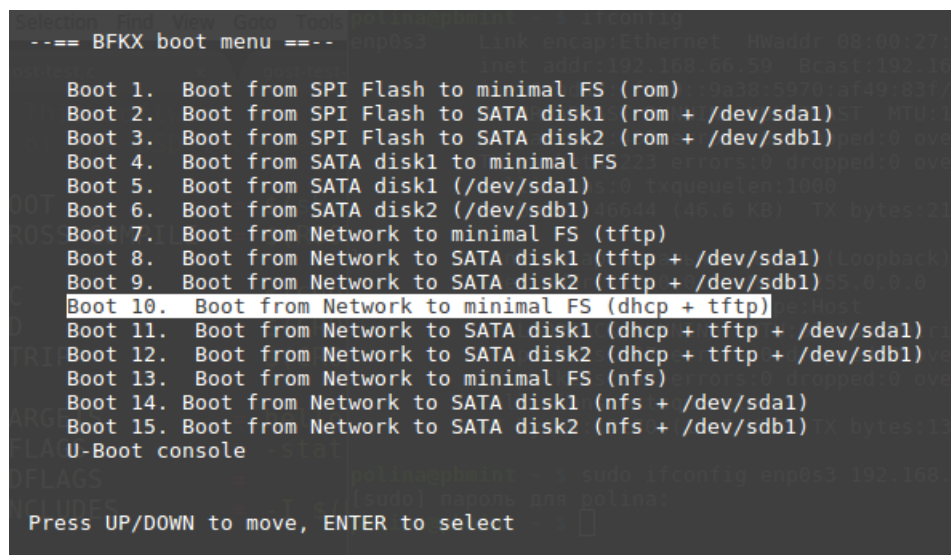 --== BFKX boot menu ==--
Boot 1.  Boot from SPI Flash to minimal FS (rom)
Boot 2.  Boot from SPI Flash to SATA disk1 (rom + /dev/sda1)
Boot 3.  Boot from SPI Flash to SATA disk2 (rom + /dev/sdb1)
Boot 4.  Boot from SATA disk1 to minimal FS
Boot 5.  Boot from SATA disk1 (/dev/sda1)
Boot 6.  Boot from SATA disk2 (/dev/sdb1)
Boot 7.  Boot from Network to minimal FS (tftp)
Boot 8.  Boot from Network to SATA disk1 (tftp + /dev/sda1)
Boot 9.  Boot from Network to SATA disk2 (tftp + /dev/sdb1)
Boot 10.  Boot from Network to minimal FS (dhcp + tftp)
Boot 11. Boot from Network to SATA disk1 (dhcp + tftp + /dev/sda1)
Boot 12. Boot from Network to SATA disk2 (dhcp + tftp + /dev/sdb1)
Boot 13.  Boot from Network to minimal FS (nfs)
Boot 14. Boot from Network to SATA disk1 (nfs + /dev/sda1)
Boot 15. Boot from Network to SATA disk2 (nfs + /dev/sdb1)
U-Boot console
Press UP/DOWN to move, ENTER to select